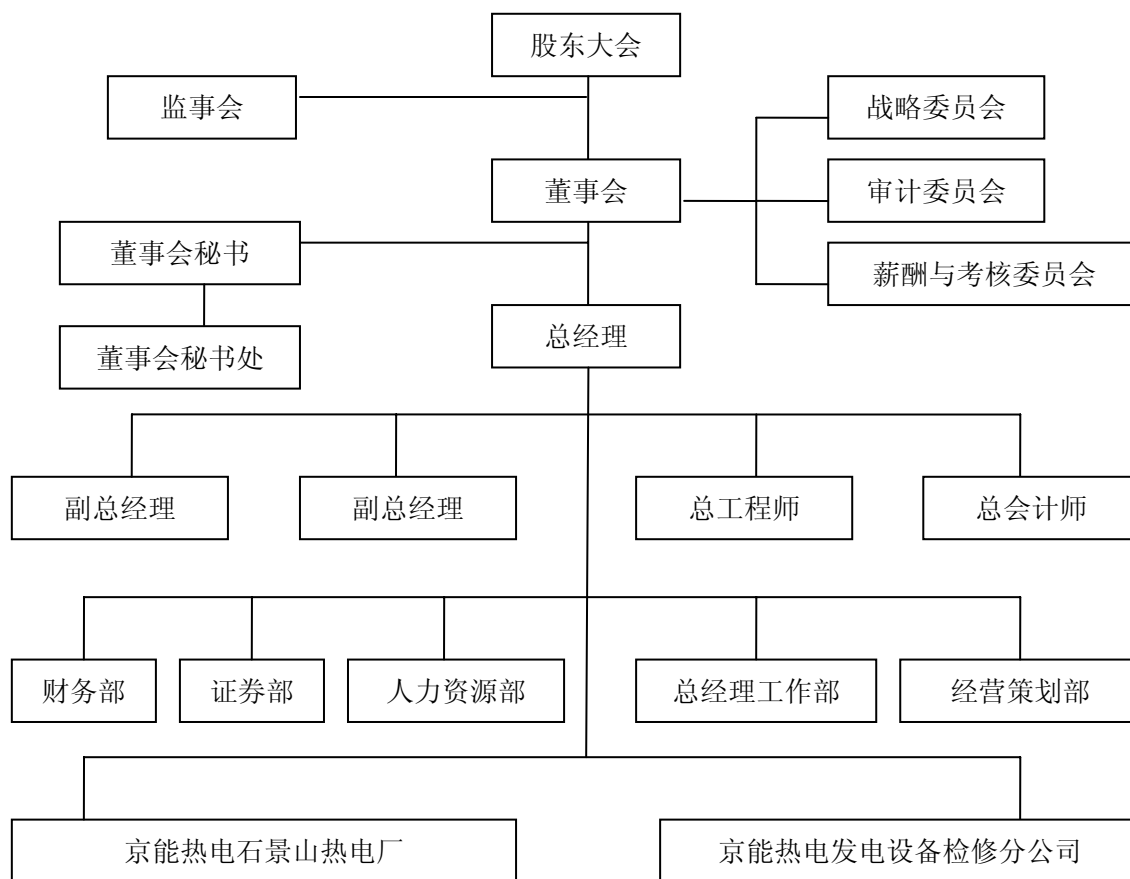 股东大会
监事会
战略委员会
董事会
审计委员会
董事会秘书
薪酬与考核委员会
总经理
董事会秘书处
副总经理
副总经理
总工程师
总会计师
财务部
证券部
人力资源部
总经理工作部
经营策划部
京能热电石景山热电厂
京能热电发电设备检修分公司